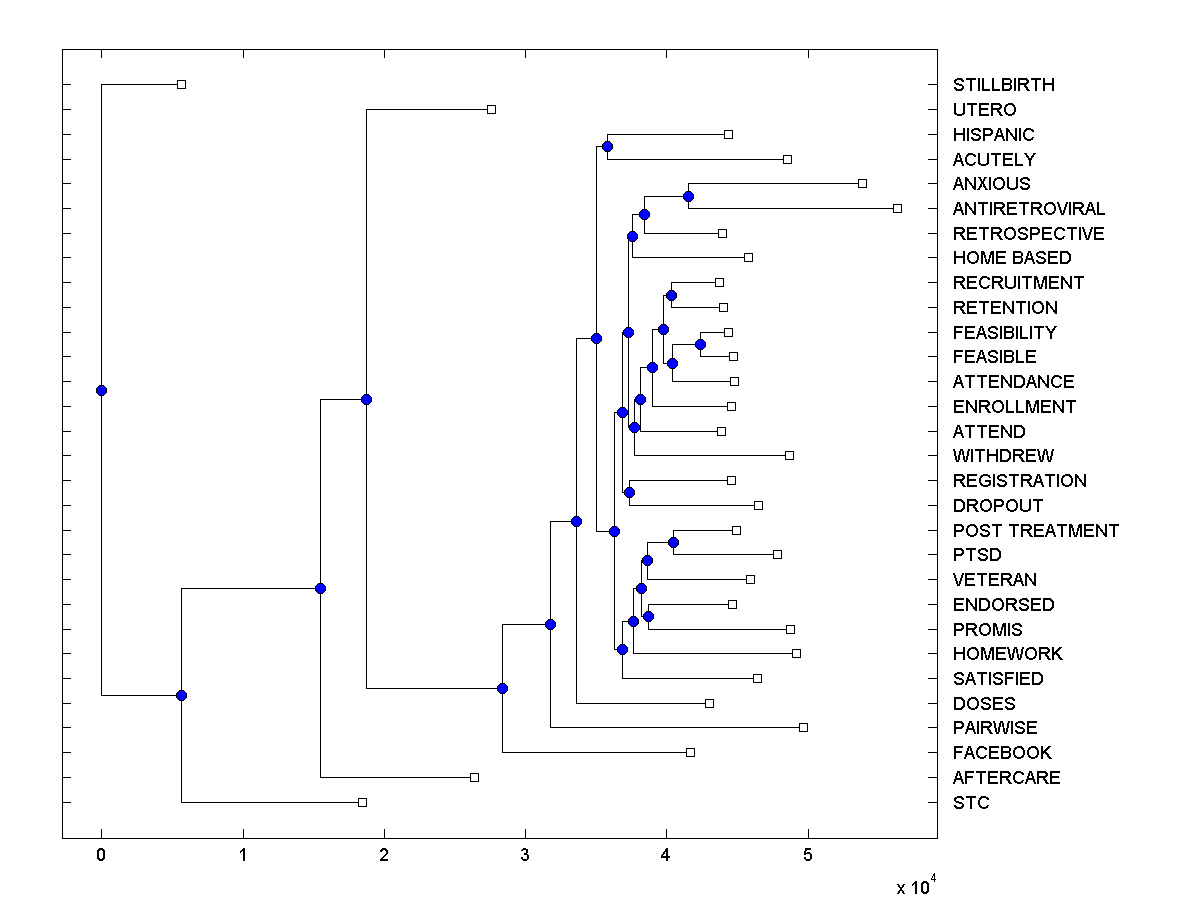 STILLBIRTH
UTERO
HISPANIC
ACUTELY
ANXIOUS
ANTIRETROVIRAL
RETROSPECTIVE
HOME BASED
RECRUITMENT
RETENTION
FEASIBILITY
FEASIBLE
ATTENDANCE
ENROLLMENT
ATTEND
WITHDREW
REGISTRATION
DROPOUT
POST TREATMENT
PTSD
VETERAN
ENDORSED
PROMIS
HOMEWORK
SATISFIED
DOSES
PAIRWISE
FACEBOOK
AFTERCARE
STC
0 1 2 3 4 5
x 10^4